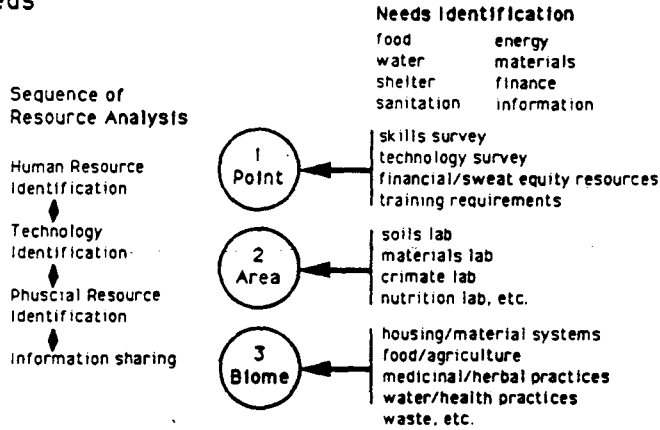 Needs Identification
food energy
water materials
shelter finance
sanitation information
Sequence of
Resource Analysis
Human Resource
Identification
Technology
Identification
Phuscial Resource
Identification
Information sharing
1
Point
skills survey
technology survey
financial/sweat equity resources
training requirements
2
Area
soils lab
materials lab
crimate lab
nutrition lab, etc.
3
Biome
housing/material systems
food/agriculture
medicinal/herbal practices
water/health practices
waste, etc.